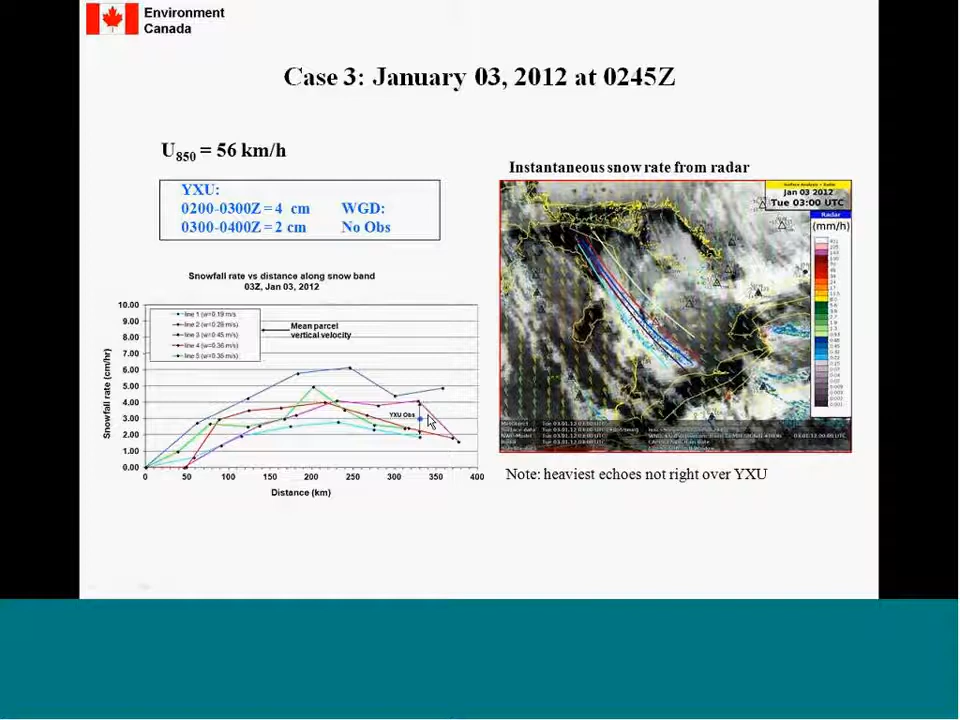 Environment
Canada
Case 3: January 03, 2012 at 0245Z
U850 = 56 km/h
YXU:
0200-0300Z = 4 cm WGD:
0300-0400Z = 2 cm No Obs
Instantaneous snow rate from radar
Surface Analysis + Radar
Jan 03 2012
Tue 03:00 UTC
Radar
(mm/h)
Snowfall rate vs distance along snow band
03Z, Jan 03, 2012
10.00
9.00
8.00
7.00
6.00
5.00
4.00
3.00
2.00
1.00
0.00
Snowfall rate (cm/hr)
line 1 (w=0.19 m/s
line 2 (w=0.28 m/s)
line 3 (w=0.45 m/s)
line 4 (w=0.36 m/s)
line 5 (w=0.36 m/s)
Mean parcel
vertical velocity
YXU Obs
0 50 100 150 200 250 300 350 400
Distance (km)
Note: heaviest echoes not right over YXU